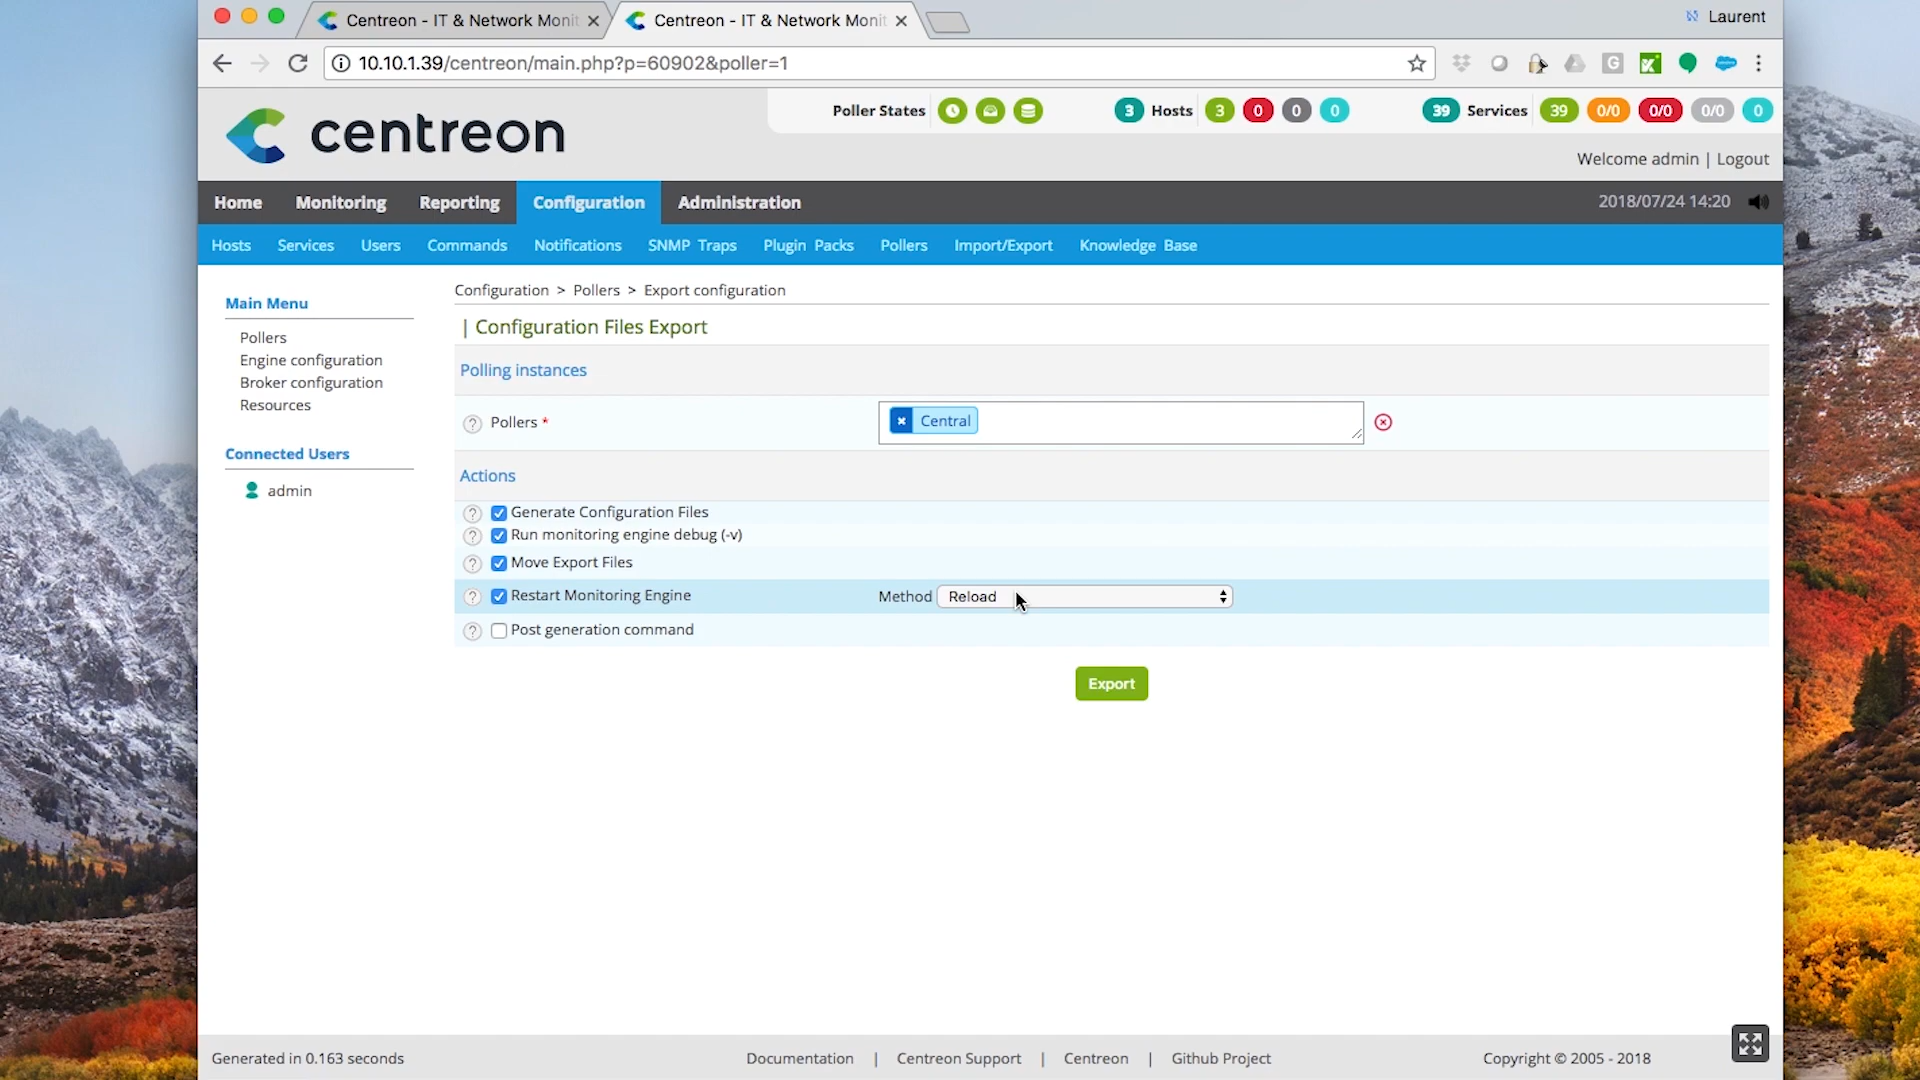 Centreon - IT & Network Monit
Centreon - IT & Network Monit
Laurent
10.10.1.39/centreon/main.php?p=60902&poller=1
centreon
Poller States
3 Hosts 3 0 0 0
39 Services 39 0/0 0/0 0/0 0
Welcome admin | Logout
Home Monitoring Reporting Configuration Administration
2018/07/24 14:20
Hosts Services Users Commands Notifications SNMP Traps Plugin Packs Pollers Import/Export Knowledge Base
Main Menu
Pollers
Engine configuration
Broker configuration
Resources
Connected Users
admin
Configuration > Pollers > Export configuration
| Configuration Files Export
Polling instances
? Pollers *
Central
Actions
? Generate Configuration Files
? Run monitoring engine debug (-v)
? Move Export Files
? Restart Monitoring Engine Method Reload
? Post generation command
Export
Generated in 0.163 seconds
Documentation | Centreon Support | Centreon | Github Project
Copyright © 2005 - 2018